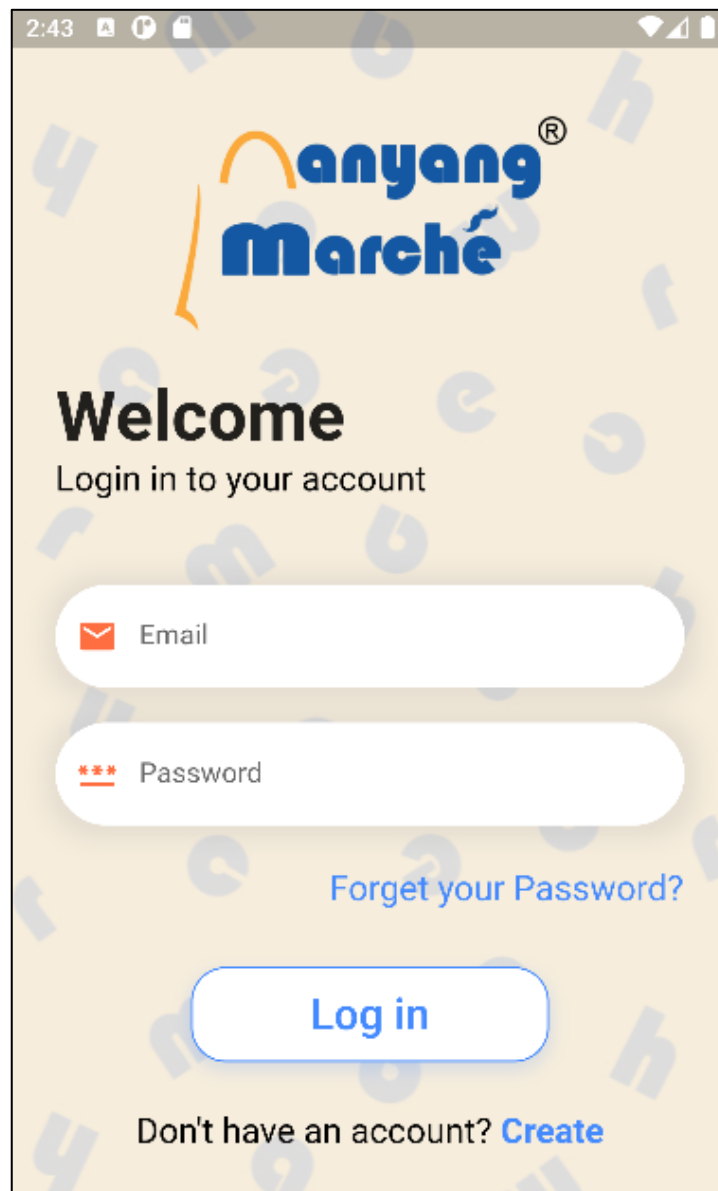 2:43
nanyang®
Marché
Welcome
Login in to your account
Email
*** Password
Forget your Password?
Log in
Don't have an account? Create